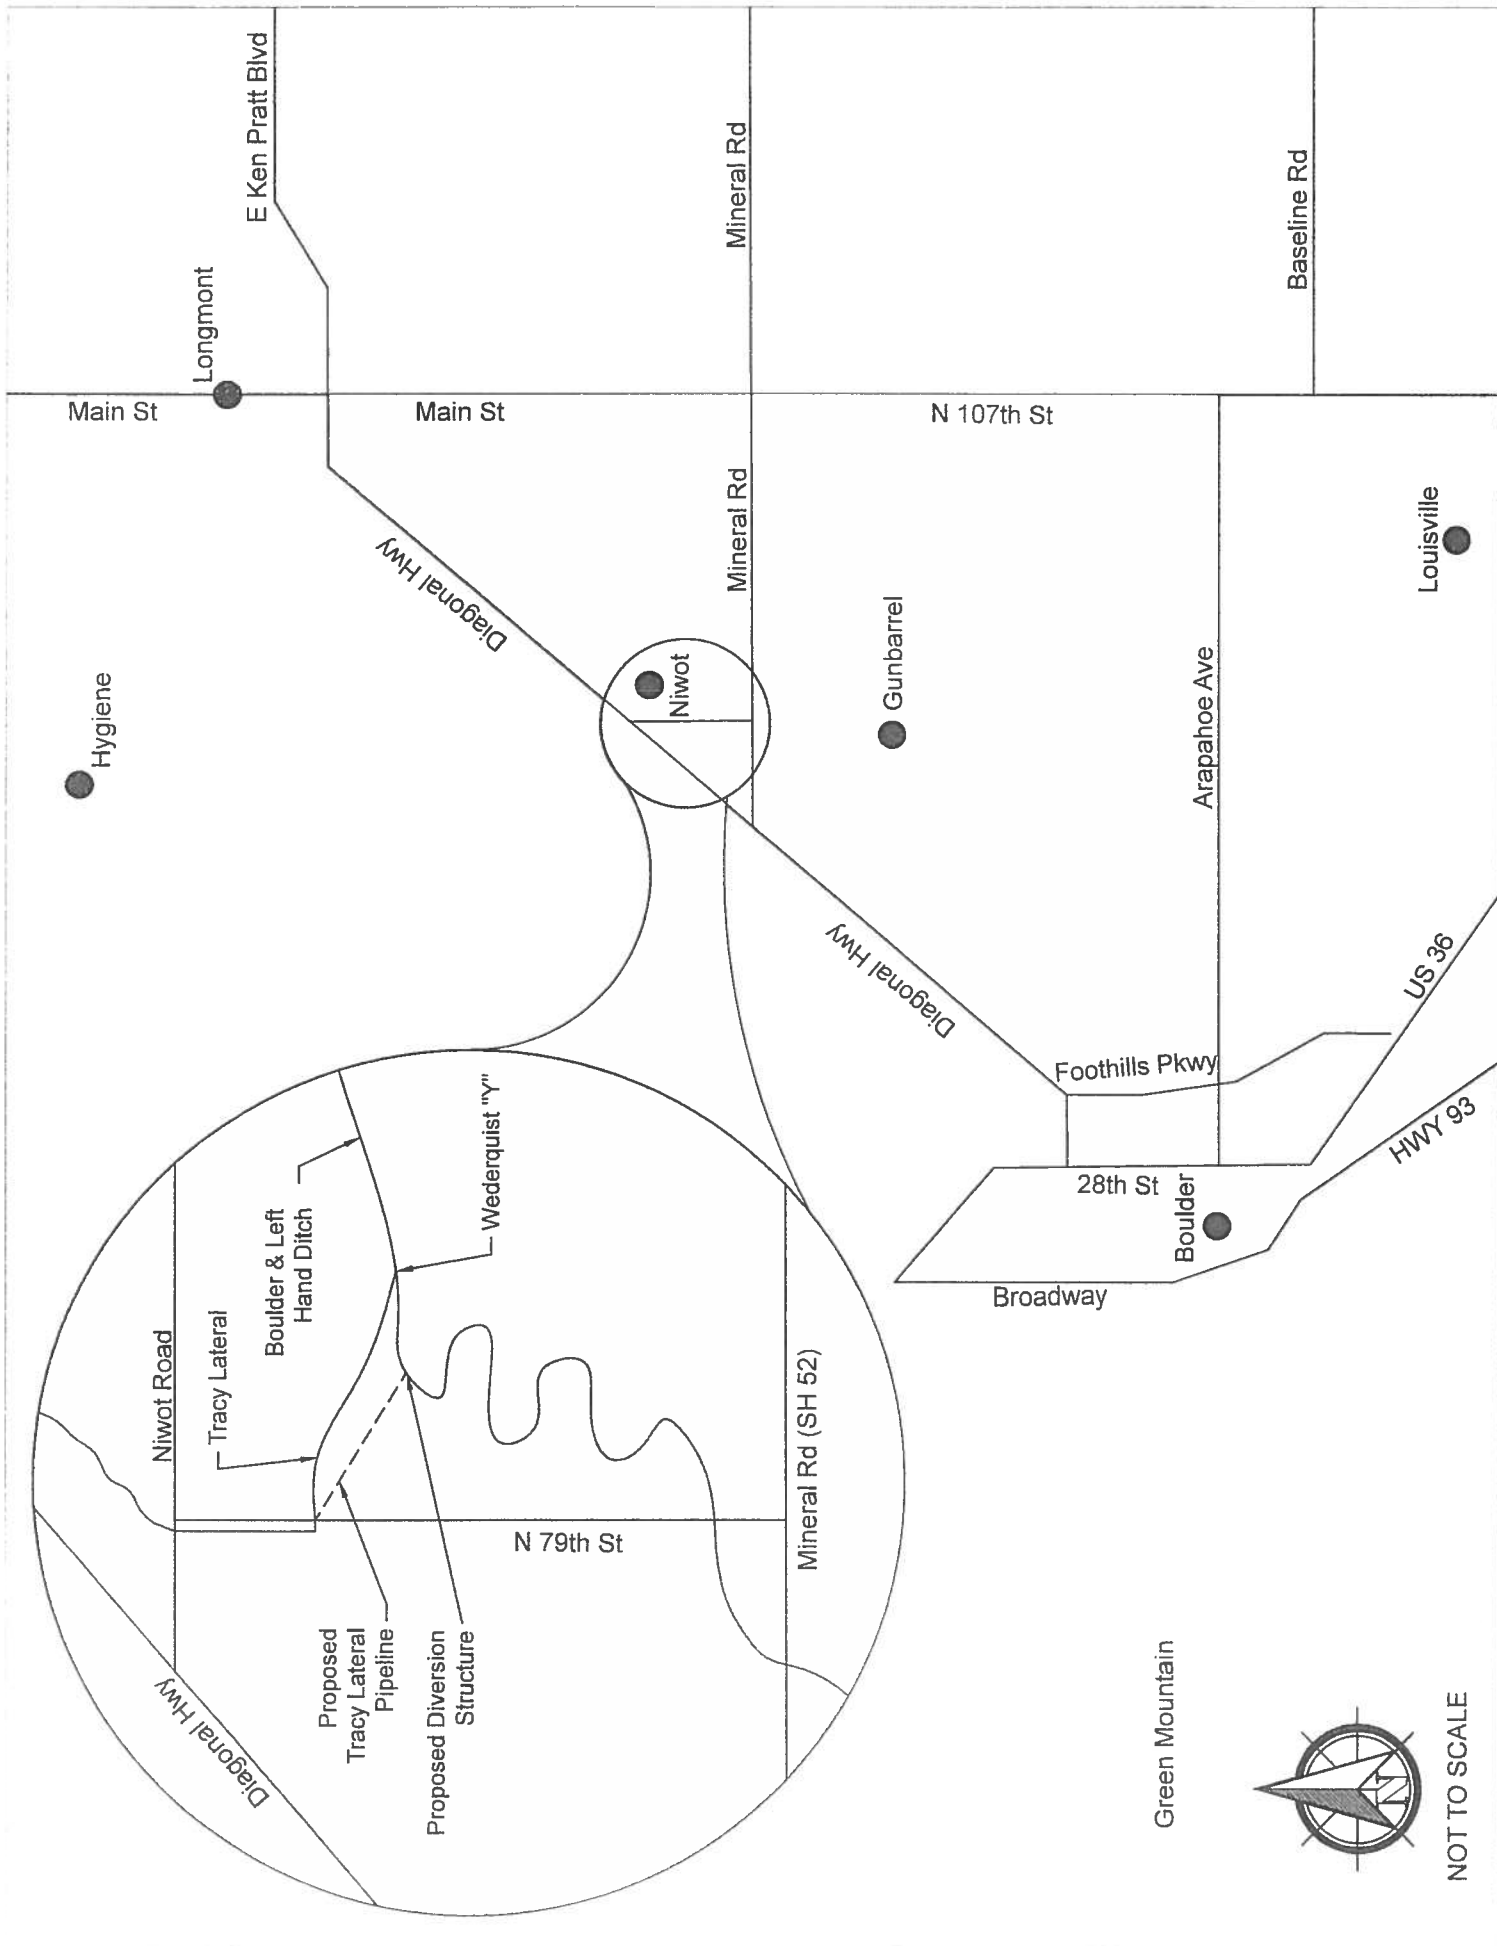 Main St
Longmont
E Ken Pratt Blvd
Hygiene
Main St
Diagonal Hwy
Niwot
Mineral Rd
Mineral Rd
Gunbarrel
N 107th St
Diagonal Hwy
Arapahoe Ave
Baseline Rd
Louisville
Foothills Pkwy
28th St
Boulder
Broadway
US 36
HWY 93
Niwot Road
Tracy Lateral
Boulder & Left
Hand Ditch
Wederquist "Y"
Diagonal Hwy
Proposed
Tracy Lateral
Pipeline
Proposed Diversion
Structure
N 79th St
Mineral Rd (SH 52)
Green Mountain
N
NOT TO SCALE